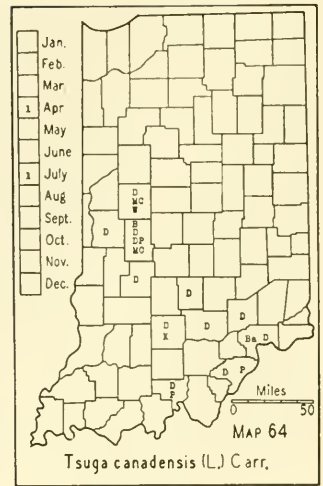 Jan.
Feb.
Mar.
1 Apr
May
June
1 July
Aug
Sept.
Oct.
Nov.
Dec.
D
MC
W
B
D
D DP
MC
D
D
D
D D
K
Ba D
D P
D
P
Miles
0 50
MAP 64
Tsuga canadensis (L.) Carr.